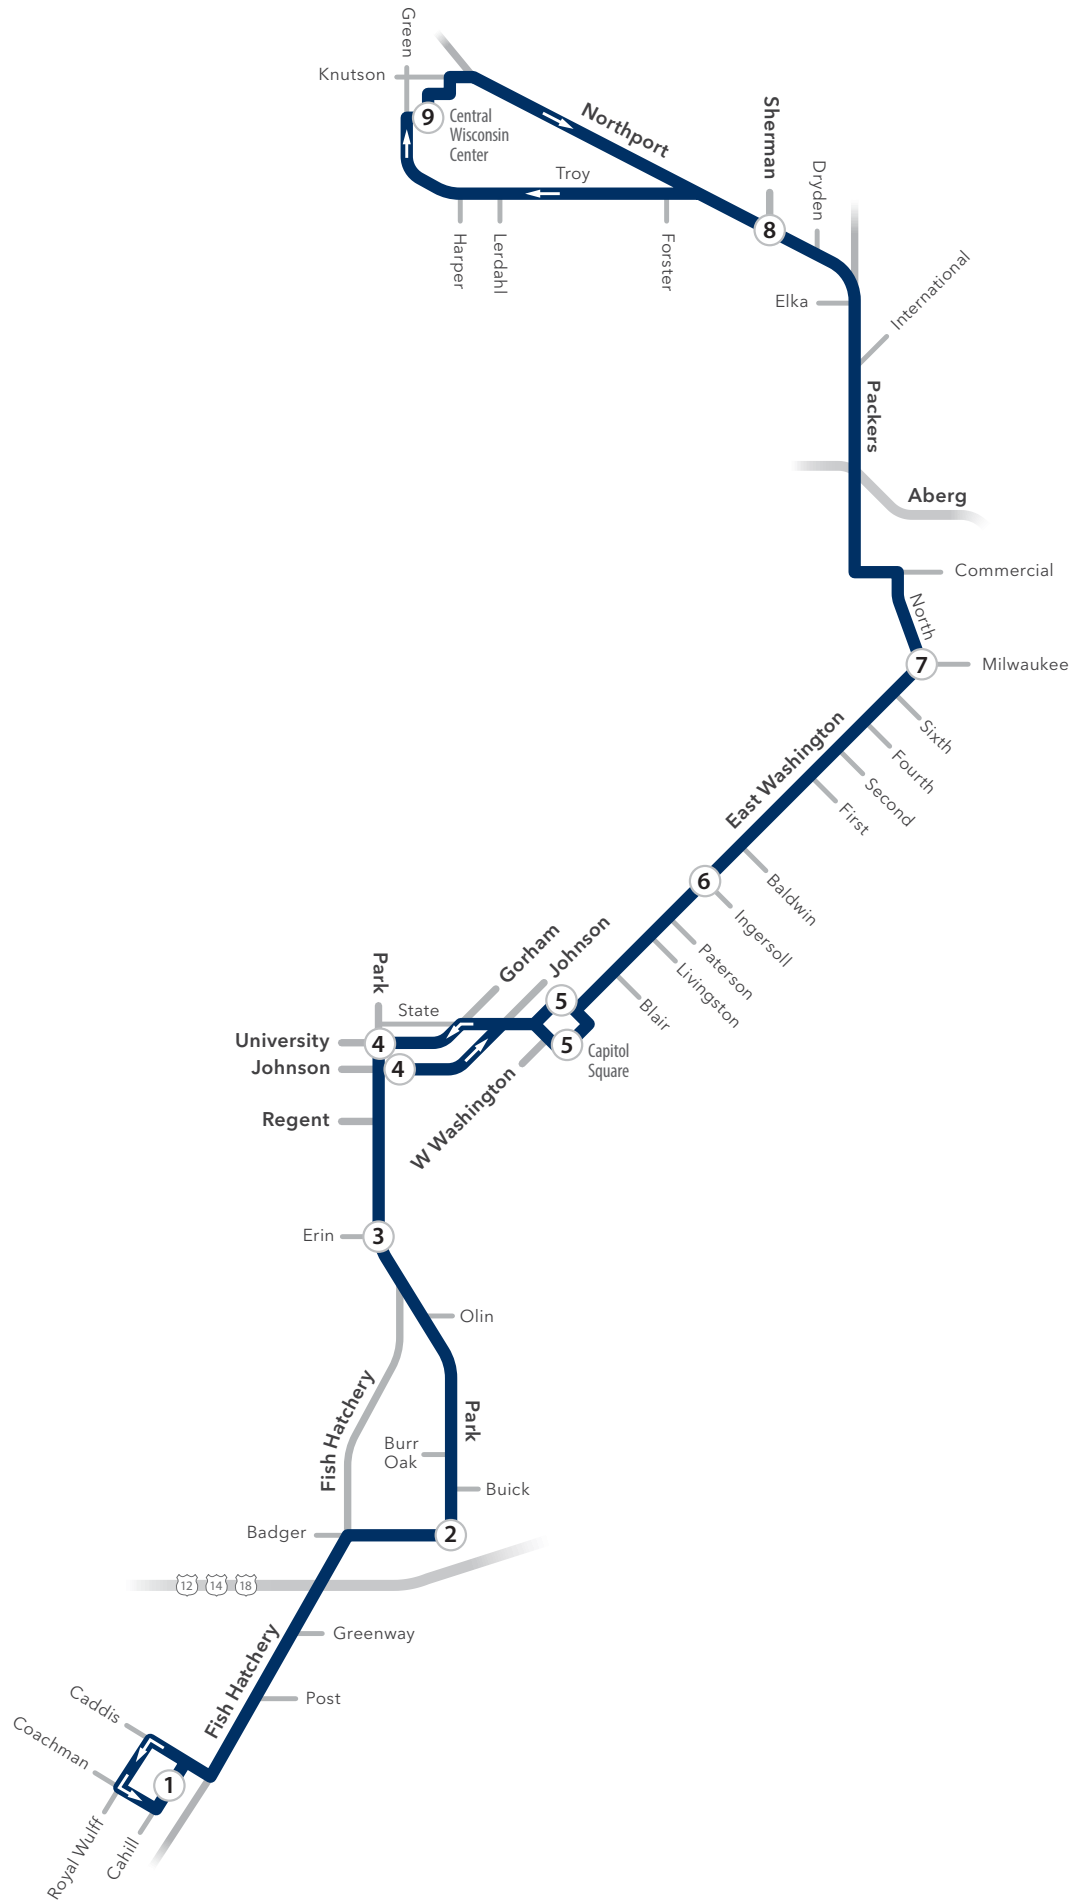 Green
Knutson
9
Central
Wisconsin
Center
Northport
Sherman
Troy
Dryden
8
Harper
Lerdahl
Forster
Elka
International
Packers
Aberg
Commercial
North
7
Milwaukee
Sixth
Fourth
Second
First
East Washington
Baldwin
6
Ingersoll
Paterson
Livingston
Blair
Gorham
Johnson
Park
State
5
University
4
5
Capitol
Square
Johnson
4
W Washington
Regent
Erin
3
Olin
Fish Hatchery
Park
Burr
Oak
Buick
Badger
2
12
14
18
Greenway
Fish Hatchery
Post
Caddis
Coachman
1
Royal Wulff
Cahill